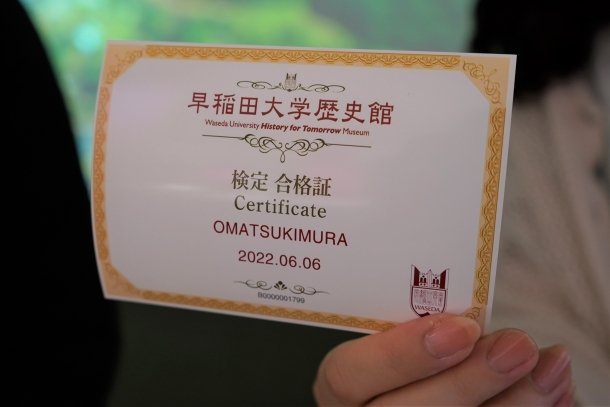 早稲田大学歴史館
Waseda University History for Tomorrow Museum
検定 合格証
Certificate
OMATSUKIMURA
2022.06.06
B0000001799
WASEDA